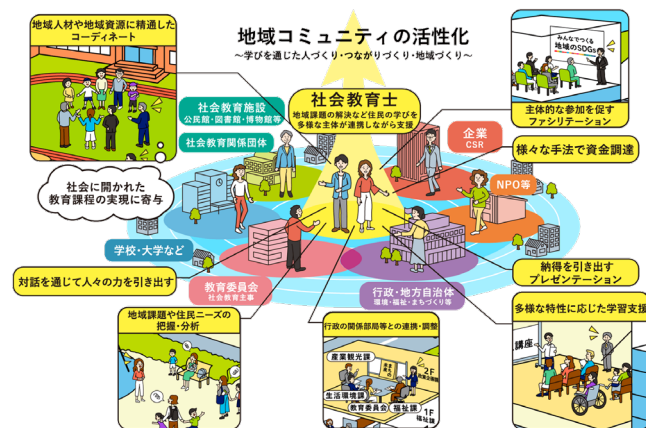 地域コミュニティの活性化
～学びを通じた人づくり・つながりづくり・地域づくり～
地域人材や地域資源に精通した
コーディネート
みんなでつくる
地域のSDGs
主体的な参加を促す
ファシリテーション
社会教育士
地域課題の解決など住民の学びを
多様な主体が連携しながら支援
社会教育施設
公民館・図書館・博物館等
社会教育関係団体
企業
CSR
様々な手法で資金調達
NPO等
社会に開かれた
教育課程の実現に寄与
学校・大学など
対話を通じて人々の力を引き出す
教育委員会
社会教育主事
行政・地方自治体
環境・福祉・まちづくり等
納得を引き出す
プレゼンテーション
地域課題や住民ニーズの
把握・分析
行政の関係部局等との連携・調整
産業観光課
2F
生活環境課
教育委員会
福祉課
1F
福祉課
多様な特性に応じた学習支援
講座